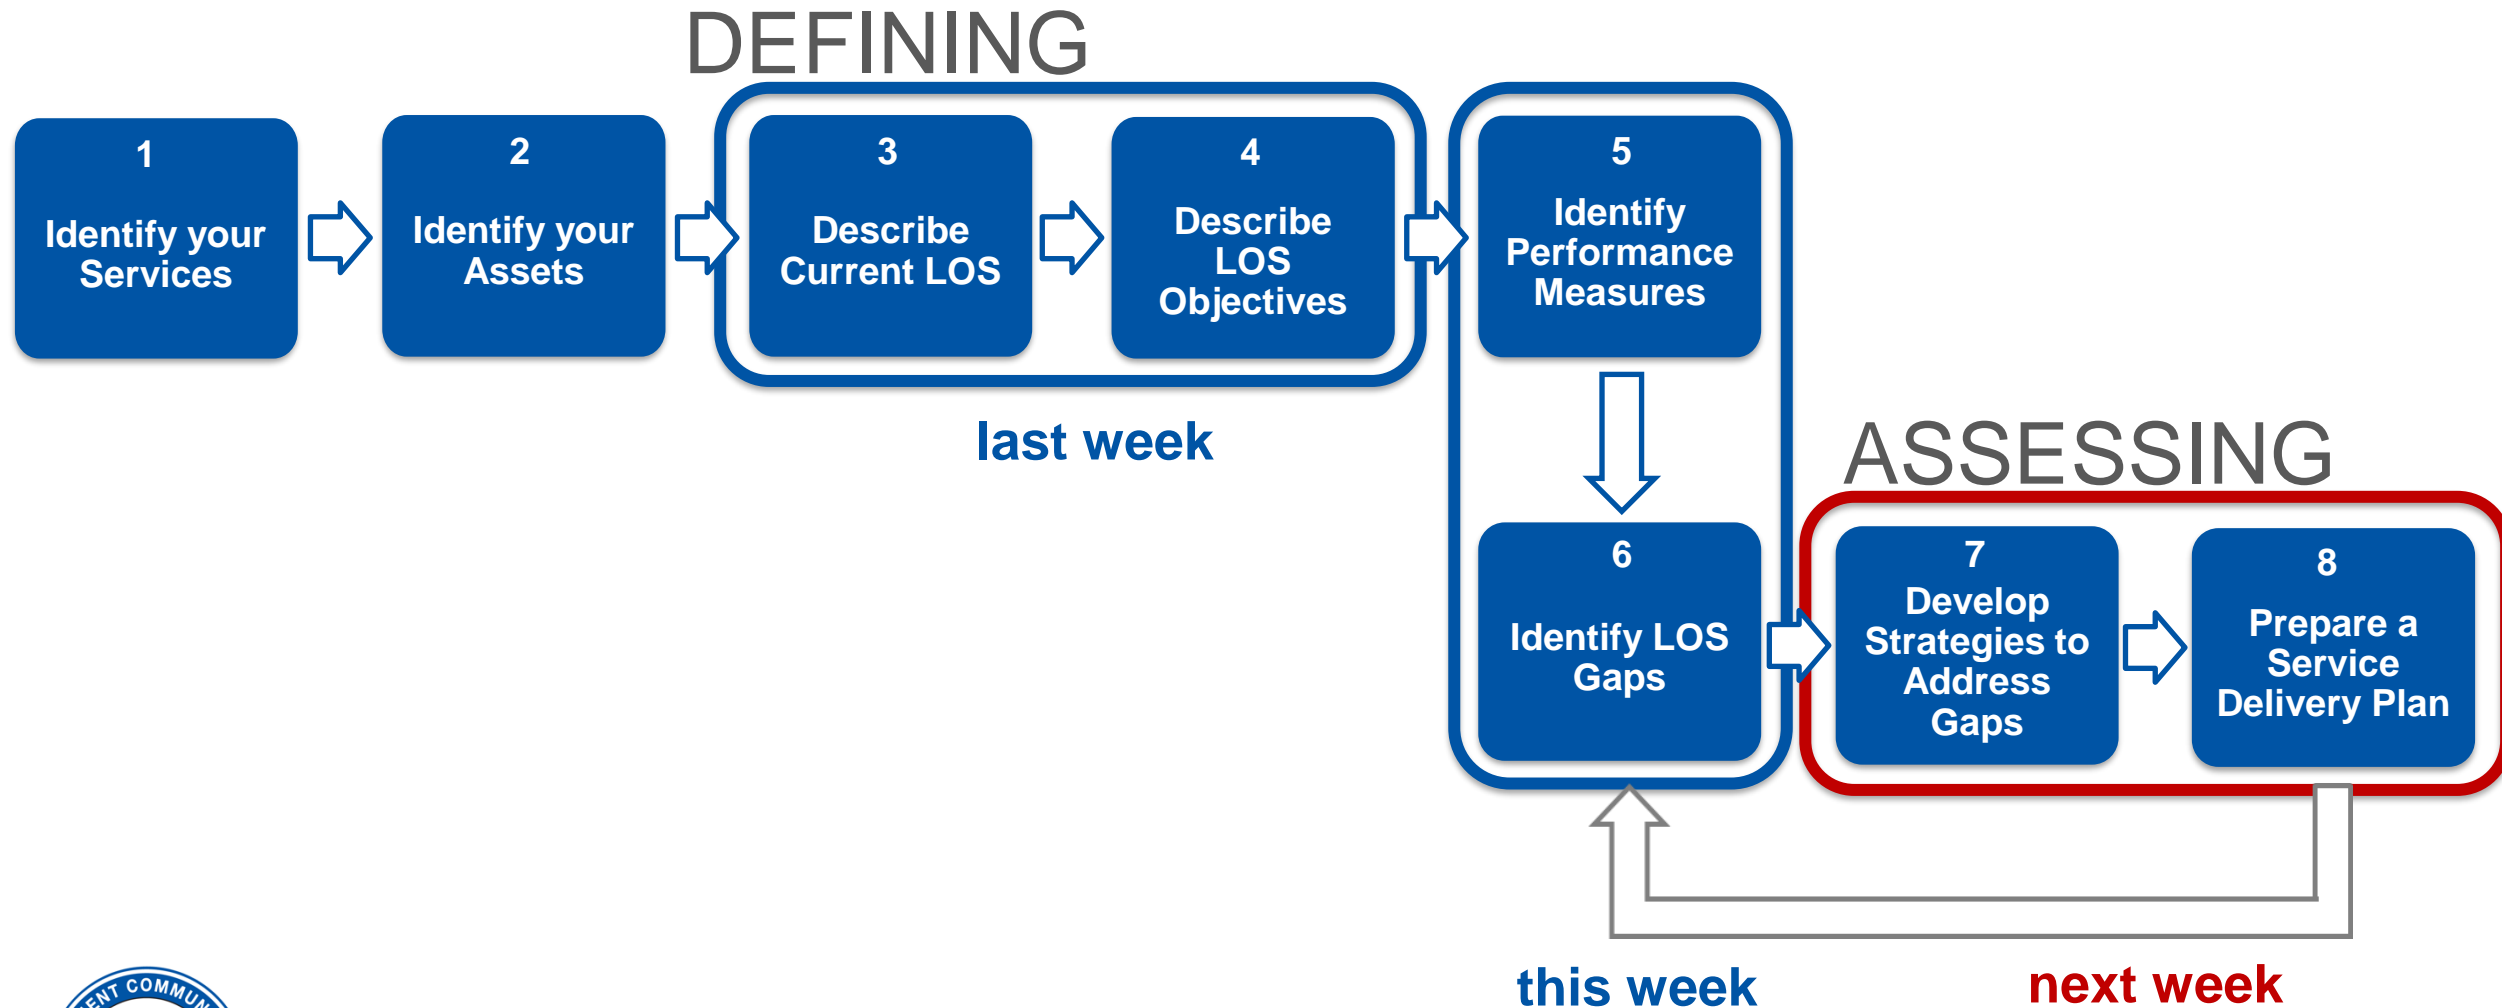 DEFINING
1
Identify your
Services
2
Identify your
Assets
3
Describe
Current LOS
4
Describe
LOS
Objectives
5
Identify
Performance
Measures
last week
ASSESSING
6
Identify LOS
Gaps
7
Develop
Strategies to
Address
Gaps
8
Prepare a
Service
Delivery Plan
this week
next week